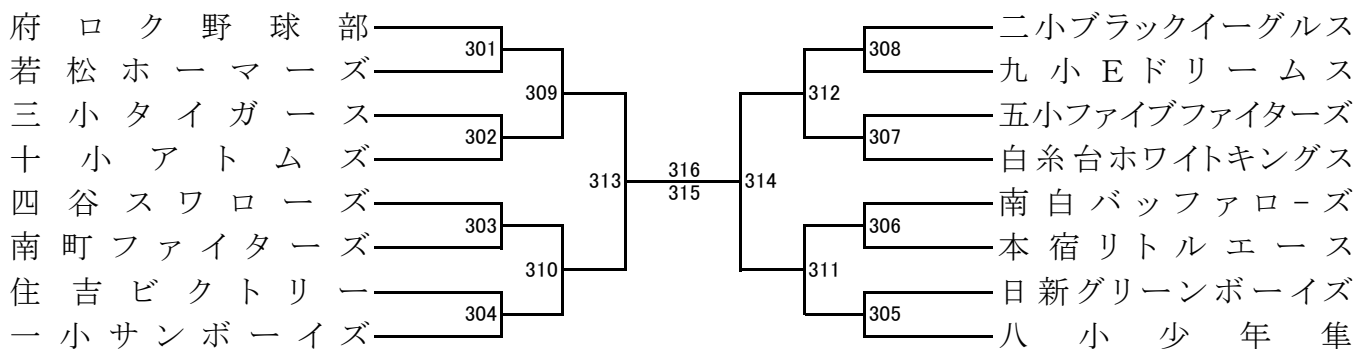 府ロク野球部
若松ホーマーズ
三小タイガース
十小アトムズ
四谷スワローズ
南町ファイターズ
住吉ビクトリー
一小サンボーイズ
301
302
303
304
309
310
313
316
315
314
312
311
308
307
306
305
二小ブラックイーグルス
九小Eドリームス
五小ファイブファイターズ
白糸台ホワイトキングス
南白バッファロ-ズ
本宿リトルエース
日新グリーンボーイズ
八小少年隼